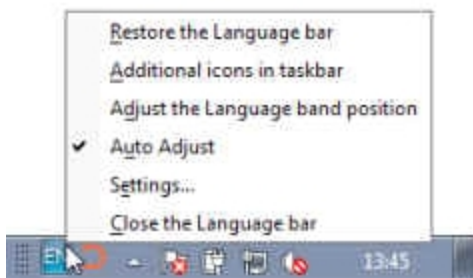 Restore the Language bar
Additional icons in taskbar
Adjust the Language band position
Auto Adjust
Settings...
Close the Language bar
EN
13:45